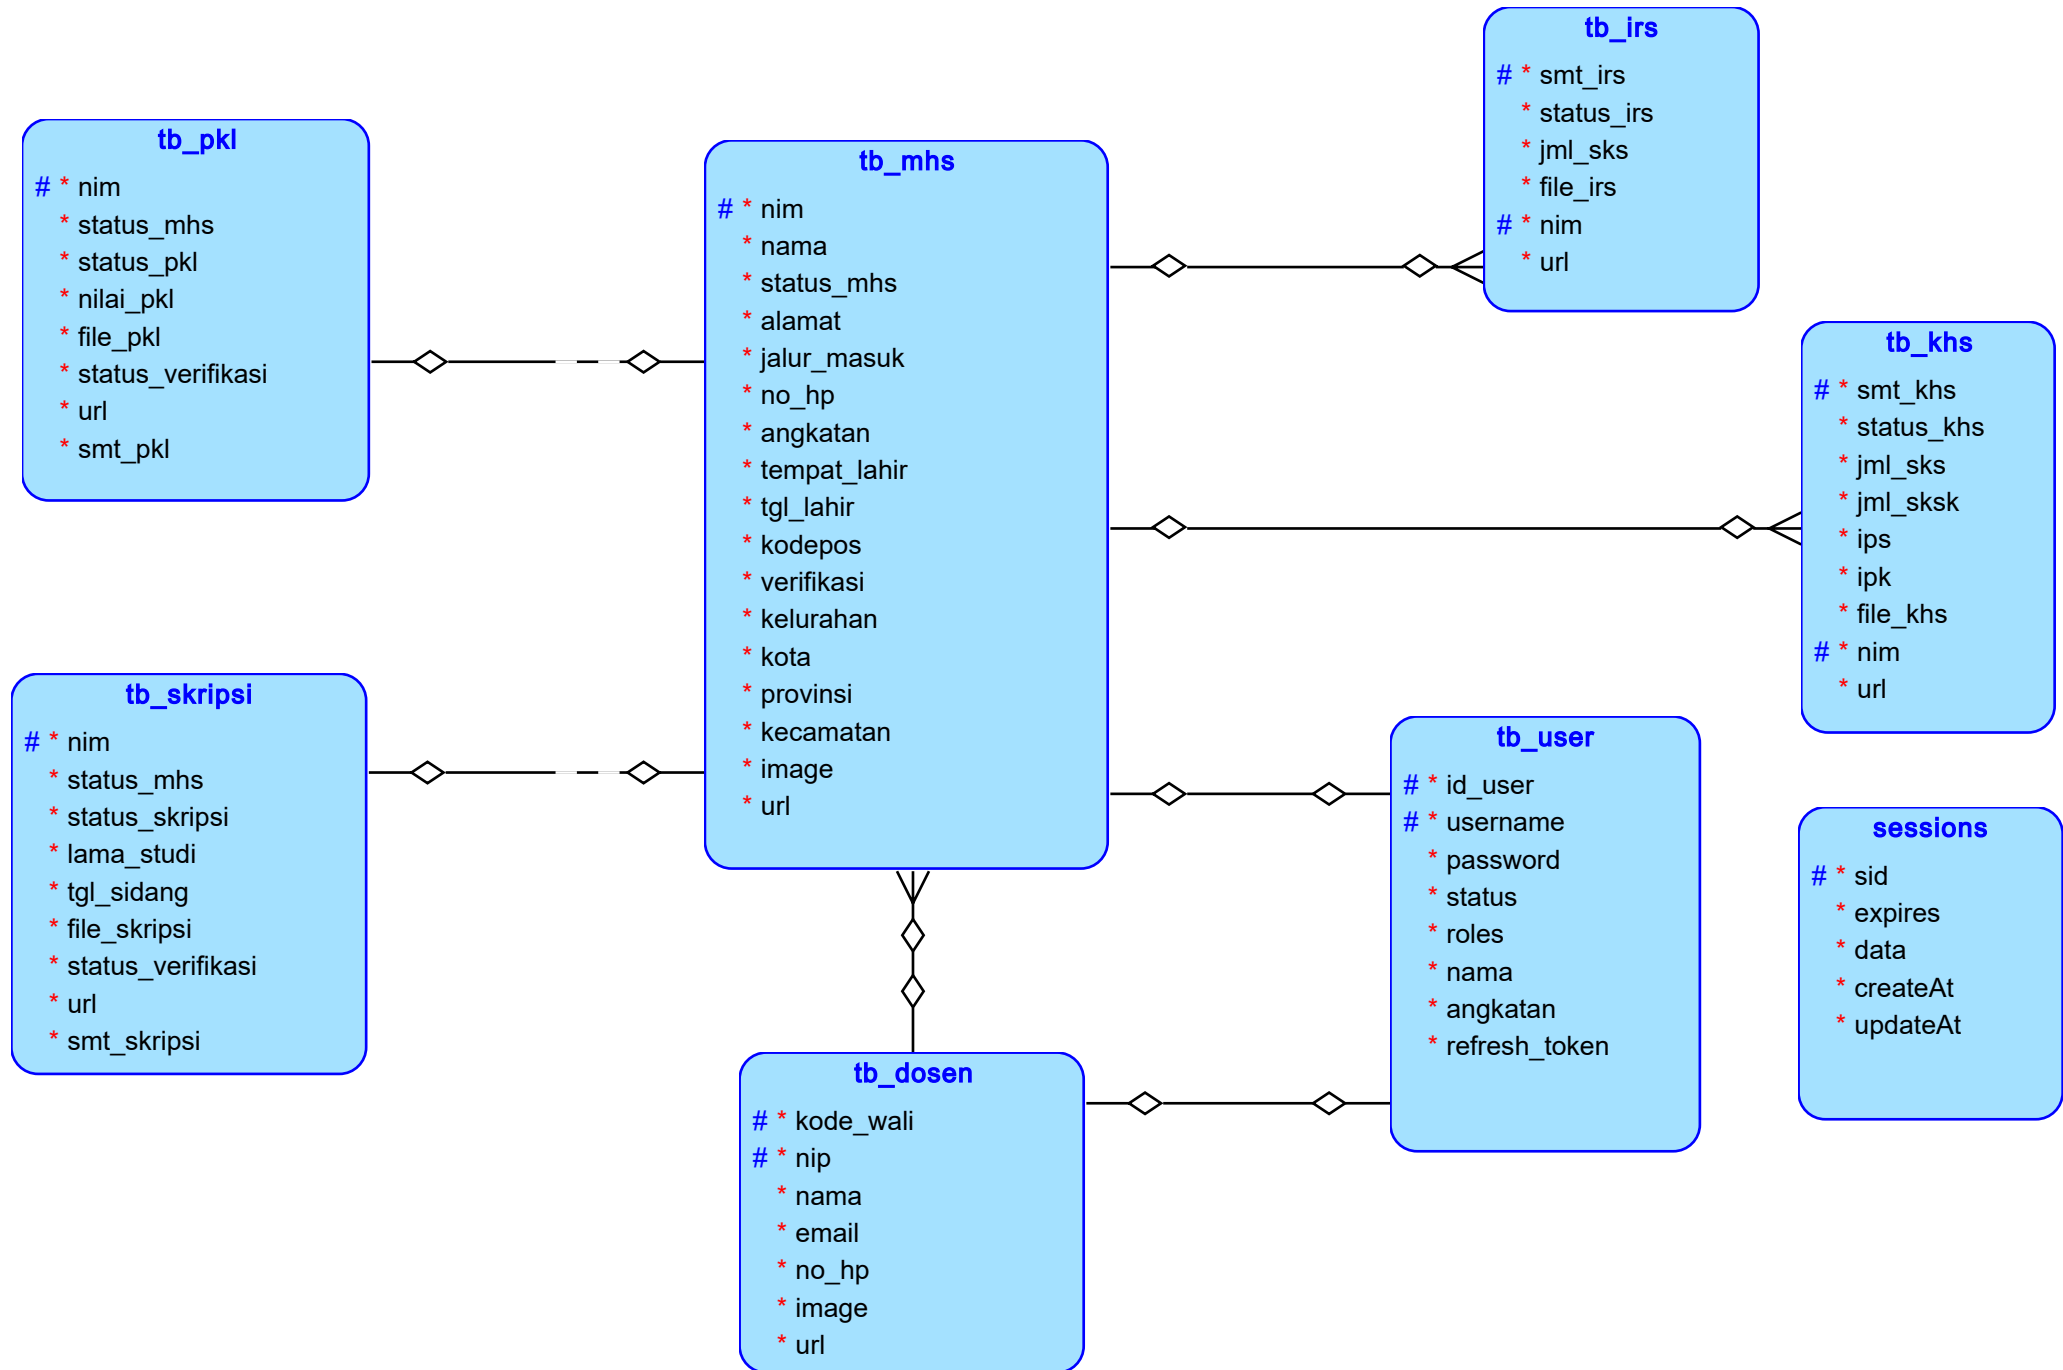 tb_pkl
# * nim
* status_mhs
* status_pkl
* nilai_pkl
* file_pkl
* status_verifikasi
* url
* smt_pkl
tb_skripsi
# * nim
* status_mhs
* status_skripsi
* lama_studi
* tgl_sidang
* file_skripsi
* status_verifikasi
* url
* smt_skripsi
tb_mhs
# * nim
* nama
* status_mhs
* alamat
* jalur_masuk
* no_hp
* angkatan
* tempat_lahir
* tgl_lahir
* kodepos
* verifikasi
* kelurahan
* kota
* provinsi
* kecamatan
* image
* url
tb_dosen
# * kode_wali
# * nip
* nama
* email
* no_hp
* image
* url
tb_irs
# * smt_irs
* status_irs
* jml_sks
* file_irs
# * nim
* url
tb_khs
# * smt_khs
* status_khs
* jml_sks
* jml_sksk
* ips
* ipk
* file_khs
# * nim
* url
tb_user
# * id_user
# * username
* password
* status
* roles
* nama
* angkatan
* refresh_token
sessions
# * sid
* expires
* data
* createAt
* updateAt